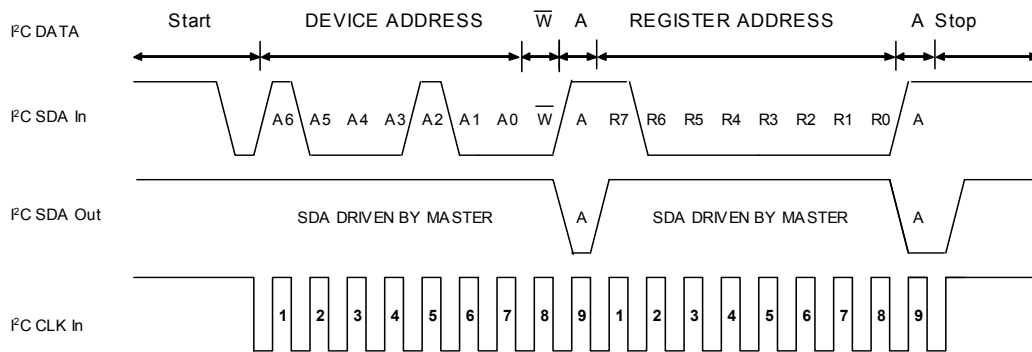 I²C DATA Start DEVICE ADDRESS W̅ A REGISTER ADDRESS A Stop
I²C SDA In A6 A5 A4 A3 A2 A1 A0 W̅ A R7 R6 R5 R4 R3 R2 R1 R0 A
I²C SDA Out SDA DRIVEN BY MASTER A SDA DRIVEN BY MASTER A
I²C CLK In 1 2 3 4 5 6 7 8 9 1 2 3 4 5 6 7 8 9